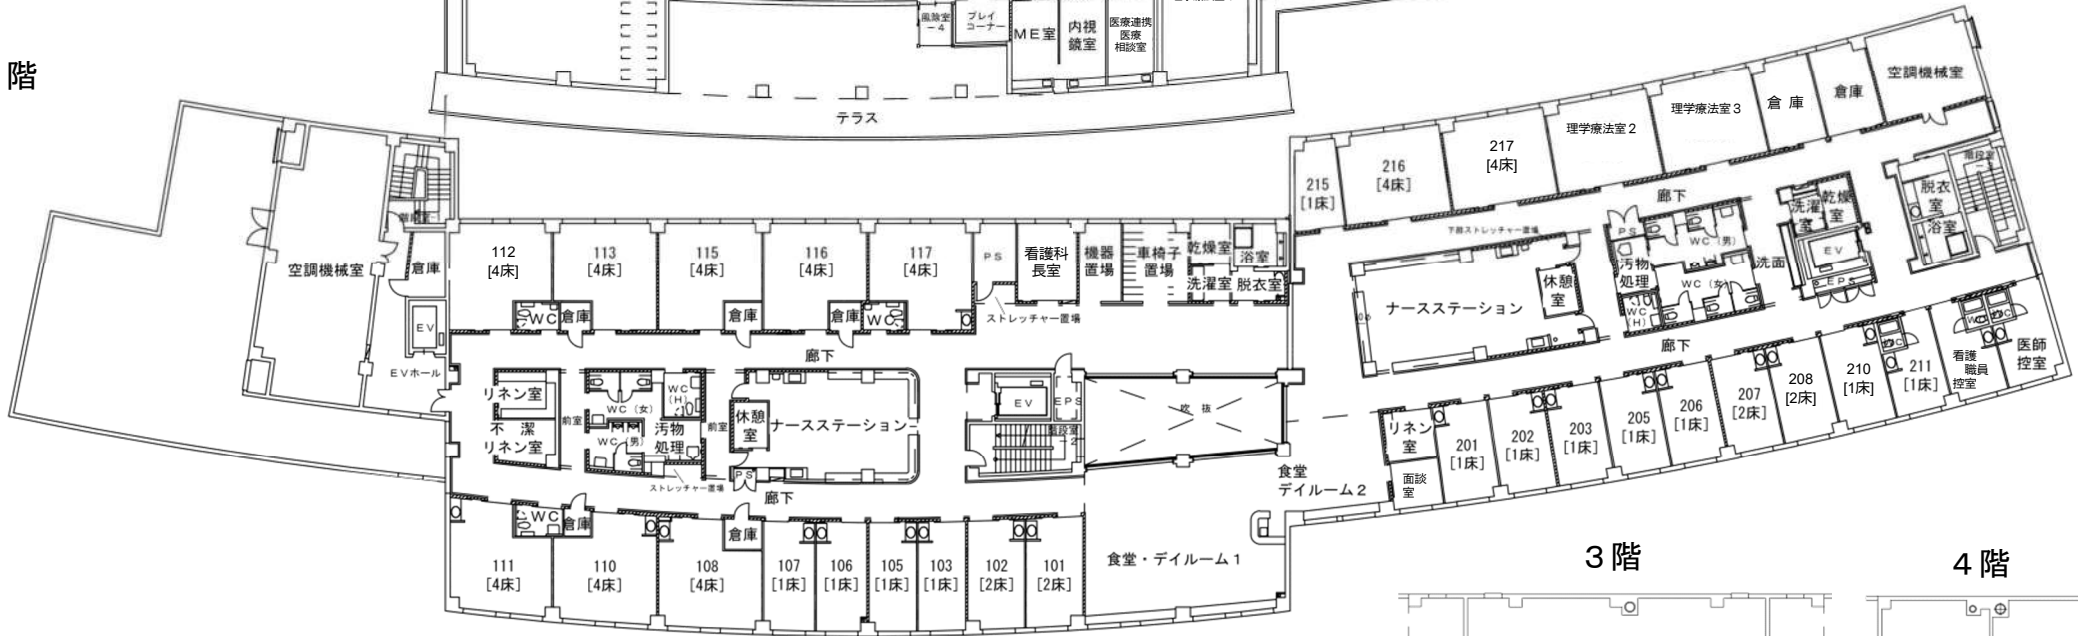 風除室
－4
プレイ
コーナー
ＭＥ室
内視
鏡室
医療連携
医療
相談室
階
テラス
空調機械室
倉庫
EV
EVホール
112
[4床]
113
[4床]
115
[4床]
116
[4床]
117
[4床]
WC
倉庫
倉庫
倉庫
WC
PS
看護科
長室
機器
置場
車椅子
置場
乾燥室
洗濯室
浴室
脱衣室
ストレッチャー置場
廊下
リネン室
不潔
リネン室
前室
WC（女）
WC（男）
WC
(H)
汚物
処理
前室
休憩
室
ナースステーション
PS
ストレッチャー置場
廊下
EV
EPS
階段室
－2
吹抜
食堂
デイルーム２
食堂・デイルーム１
WC
倉庫
倉庫
111
[4床]
110
[4床]
108
[4床]
107
[1床]
106
[1床]
105
[1床]
103
[1床]
102
[2床]
101
[2床]
215
[1床]
216
[4床]
217
[4床]
理学療法室２
理学療法室３
倉庫
倉庫
空調機械室
廊下
PS
WC（男）
洗濯
室
乾燥
室
脱衣
室
浴室
階段室
EV
EPS
洗面
汚物
処理
WC（女）
WC
(H)
休憩
室
ナースステーション
廊下
リネン
室
面談
室
201
[1床]
202
[1床]
203
[1床]
205
[1床]
206
[1床]
207
[2床]
208
[2床]
210
[1床]
211
[1床]
WC
看護
職員
控室
WC
WC
医師
控室
３階
４階